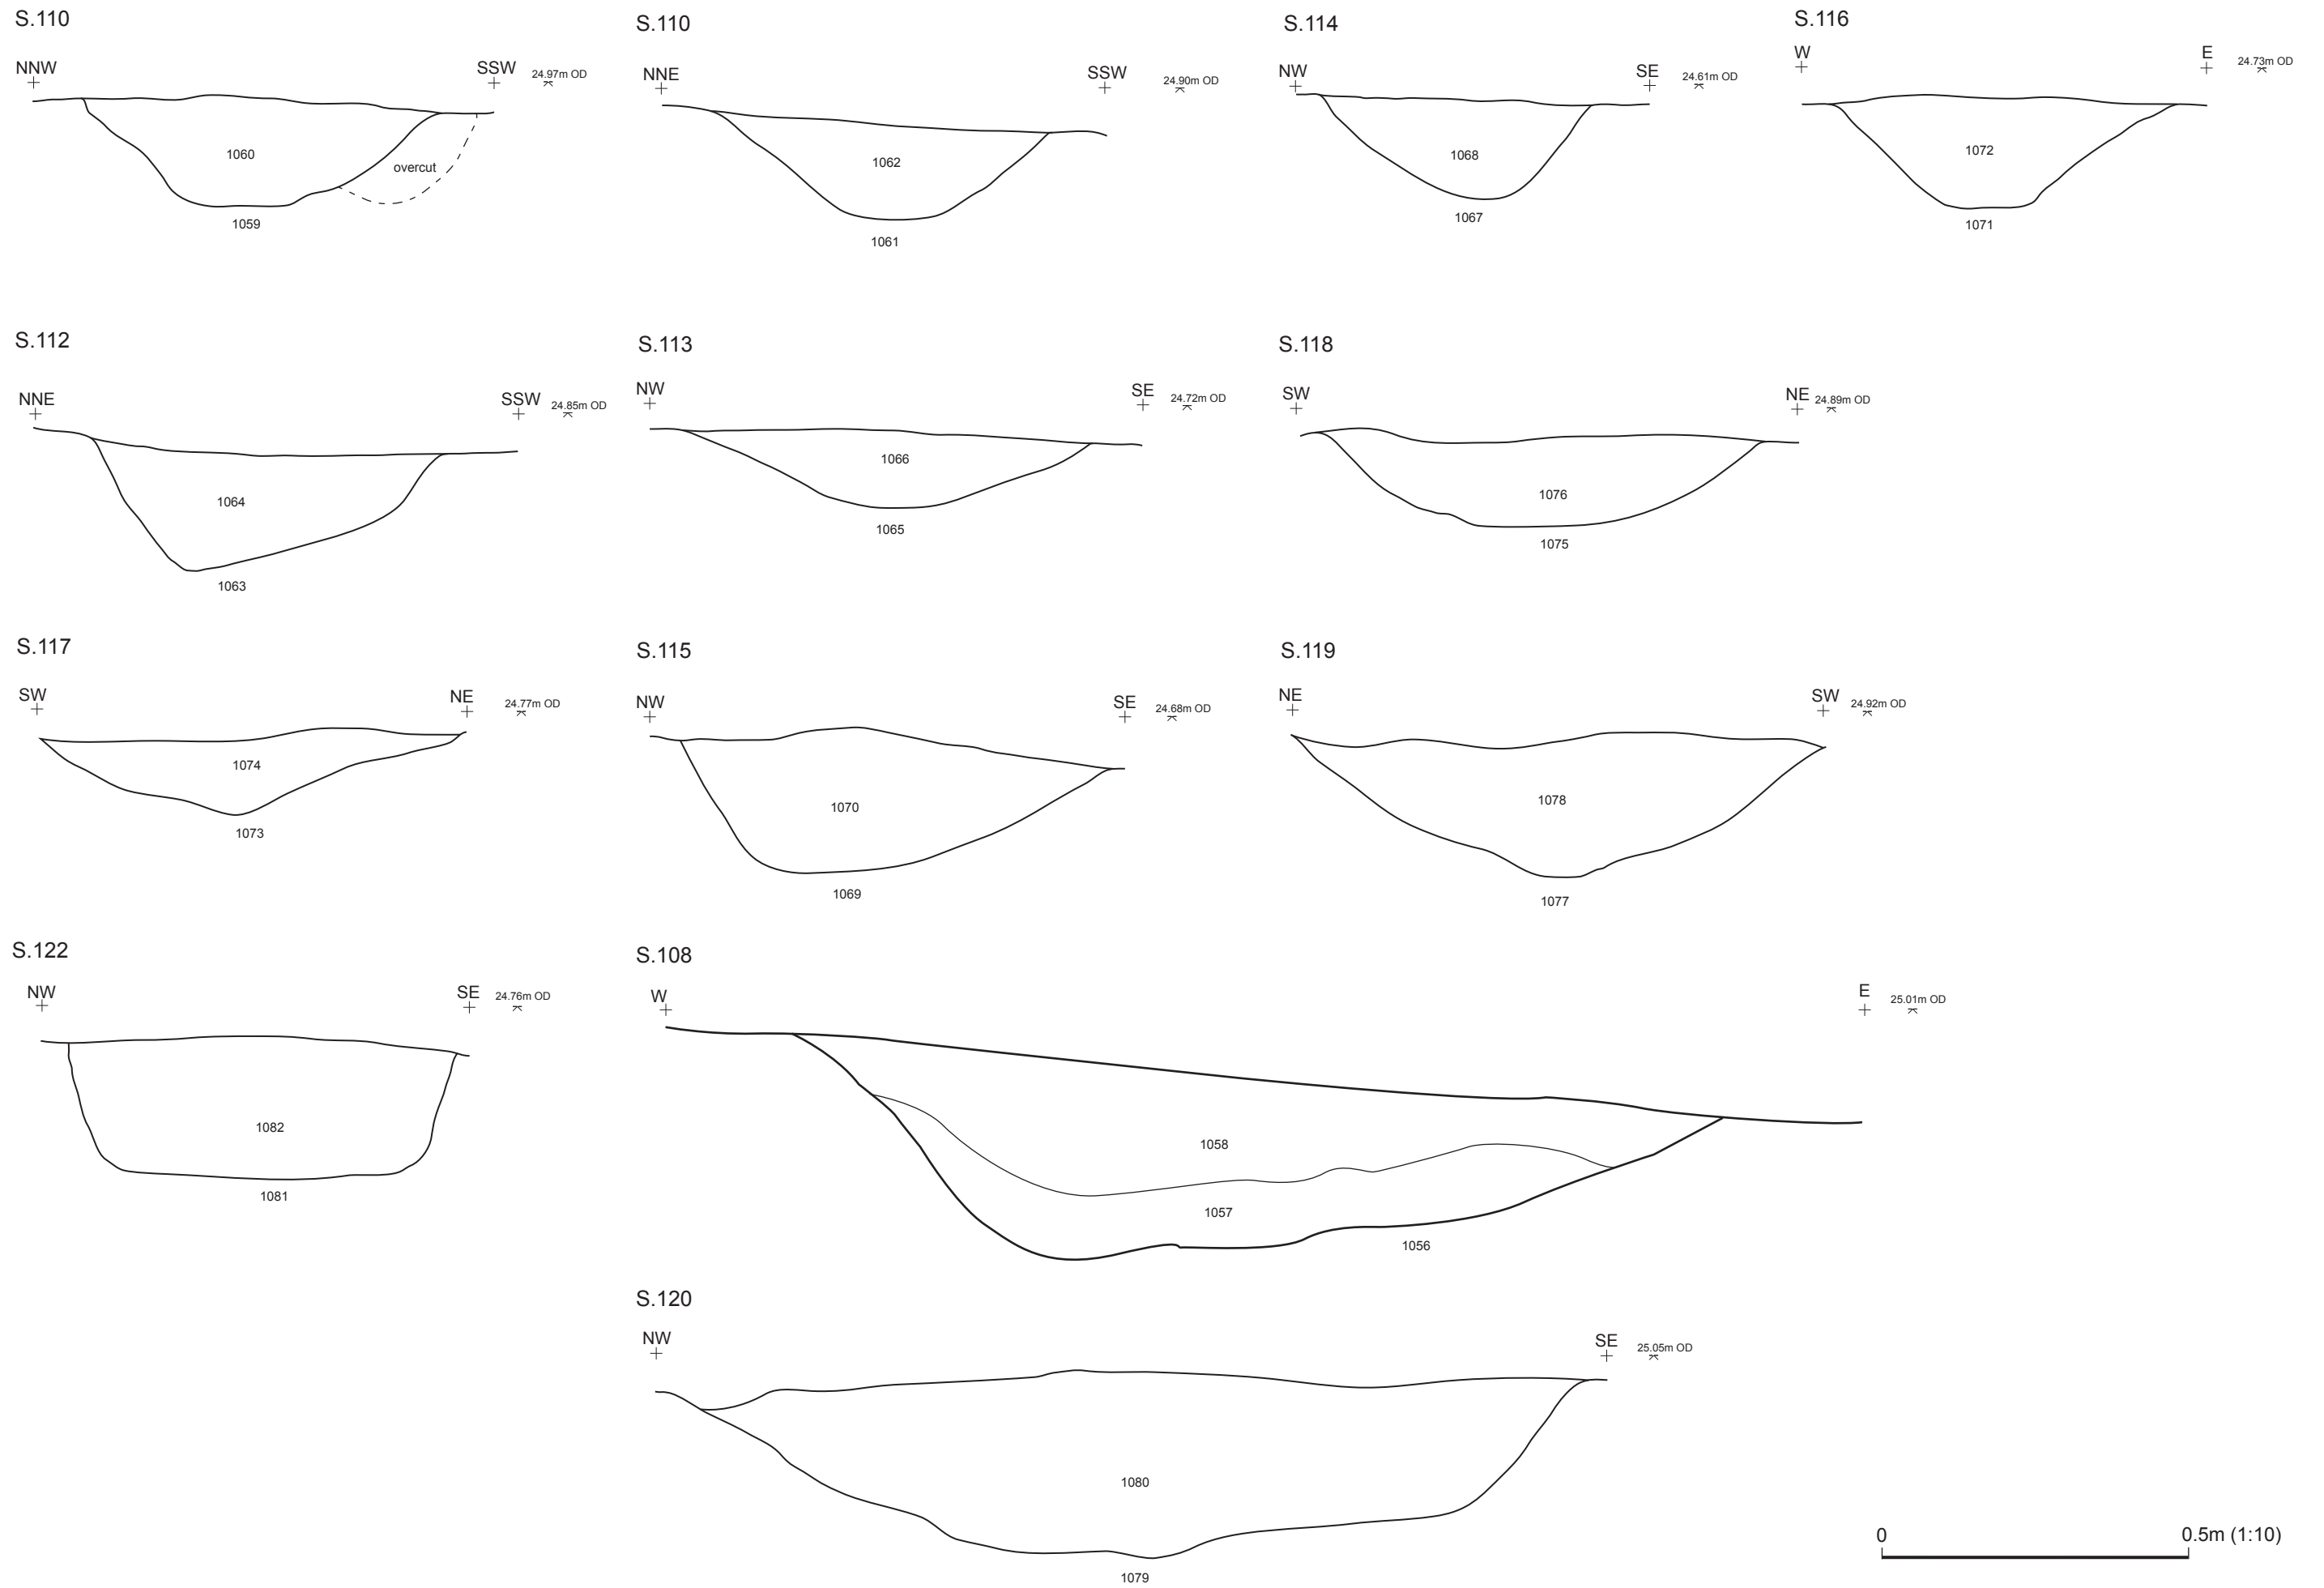 S.110
NNW
SSW
24.97m OD
1060
overcut
1059
S.110
NNE
SSW
24.90m OD
1062
1061
S.114
NW
SE
24.61m OD
1068
1067
S.116
W
E
24.73m OD
1072
1071
S.112
NNE
SSW
24.85m OD
1064
1063
S.113
NW
SE
24.72m OD
1066
1065
S.118
SW
NE
24.89m OD
1076
1075
S.117
SW
NE
24.77m OD
1074
1073
S.115
NW
SE
24.68m OD
1070
1069
S.119
NE
SW
24.92m OD
1078
1077
S.122
NW
SE
24.76m OD
1082
1081
S.108
W
E
25.01m OD
1058
1057
1056
S.120
NW
SE
25.05m OD
1080
1079
0
0.5m (1:10)